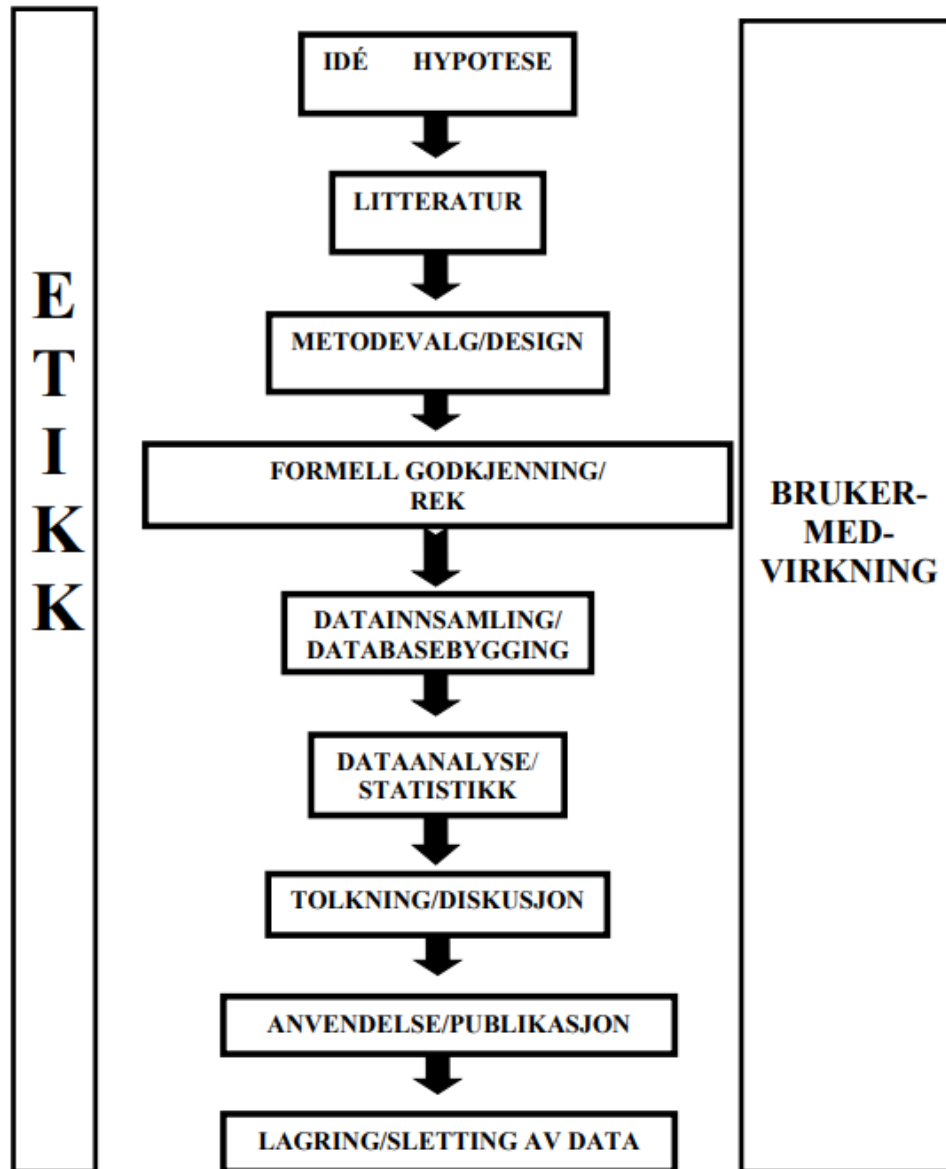 ETIKK
IDÉ HYPOTESE
LITTERATUR
METODEVALG/DESIGN
FORMELL GODKJENNING/
REK
DATAINNSAMLING/
DATABASEBYGGING
DATAANALYSE/
STATISTIKK
TOLKNING/DISKUSJON
ANVENDELSE/PUBLIKASJON
LAGRING/SLETTING AV DATA
BRUKER-
MED-
VIRKNING